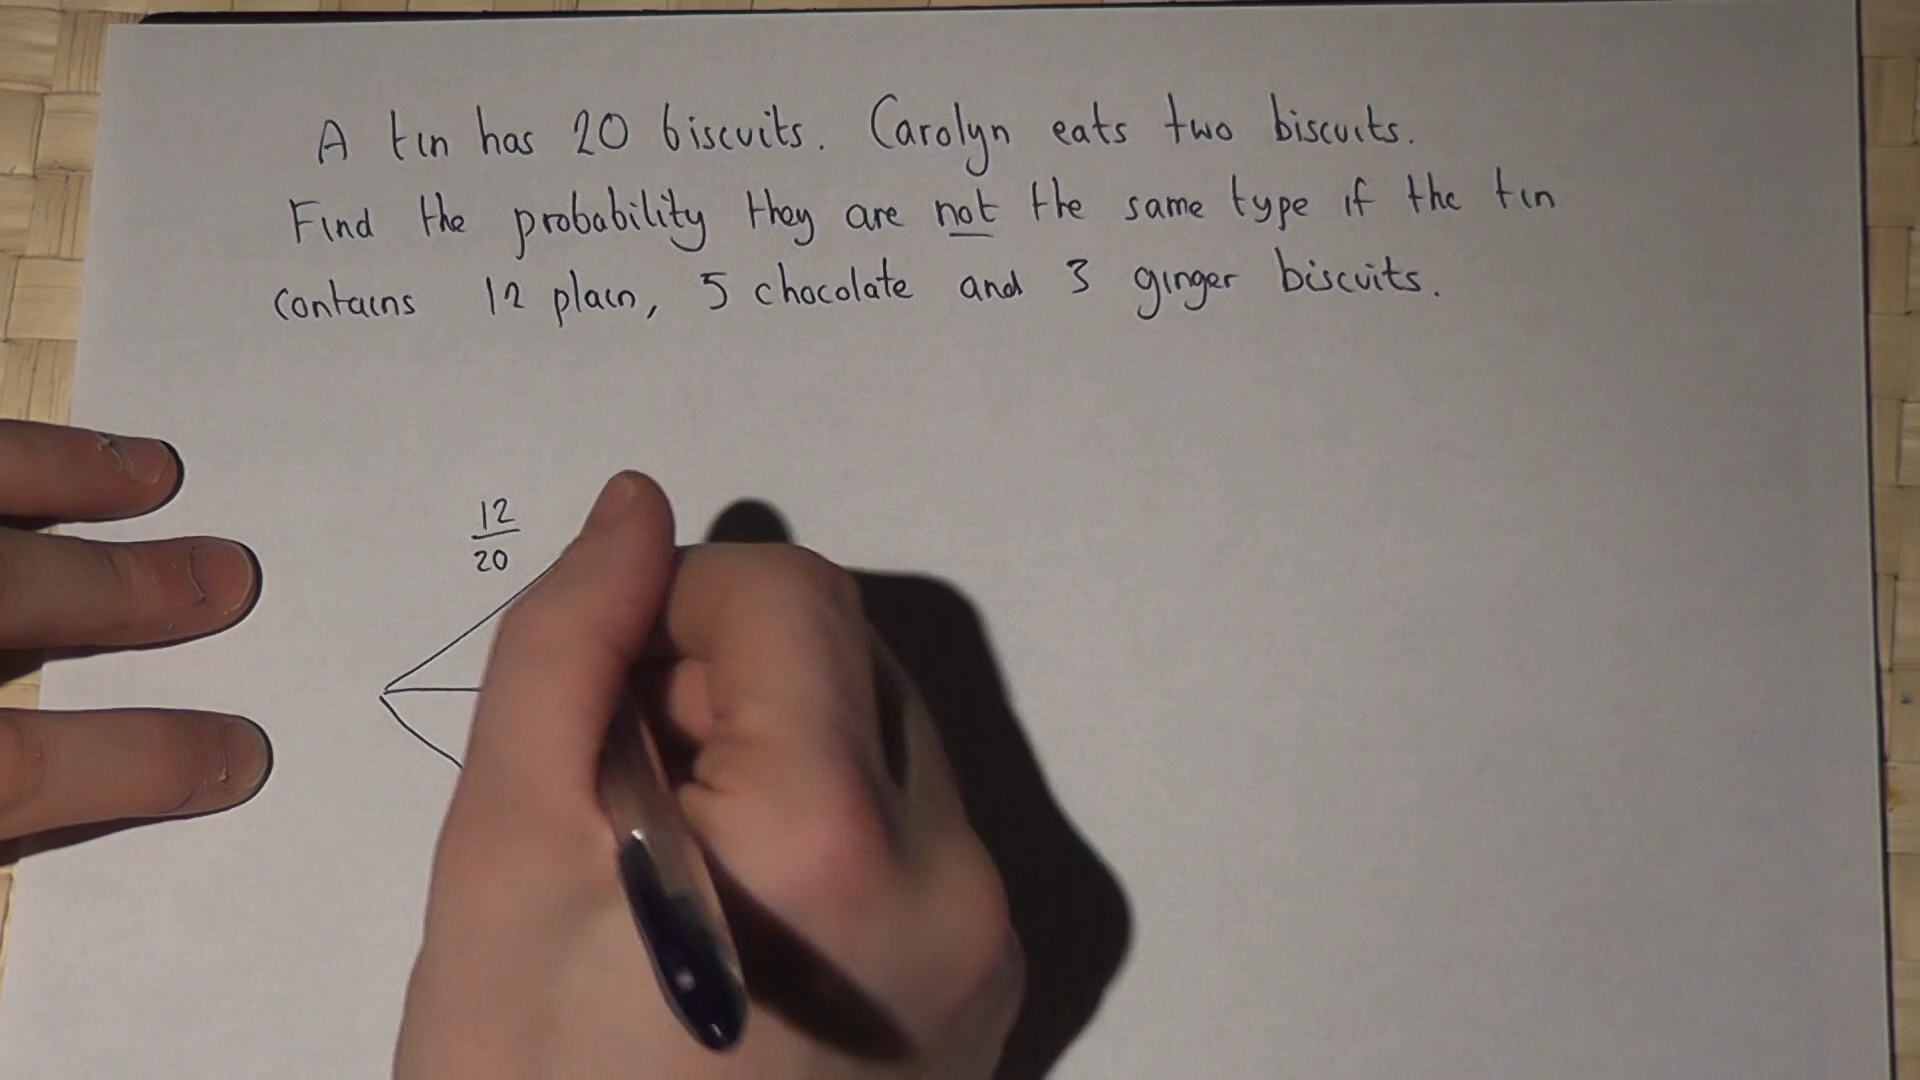 A tin has 20 biscuits. Carolyn eats two biscuits.
Find the probability they are not the same type if the tin
contains 12 plain, 5 chocolate and 3 ginger biscuits.
12
20